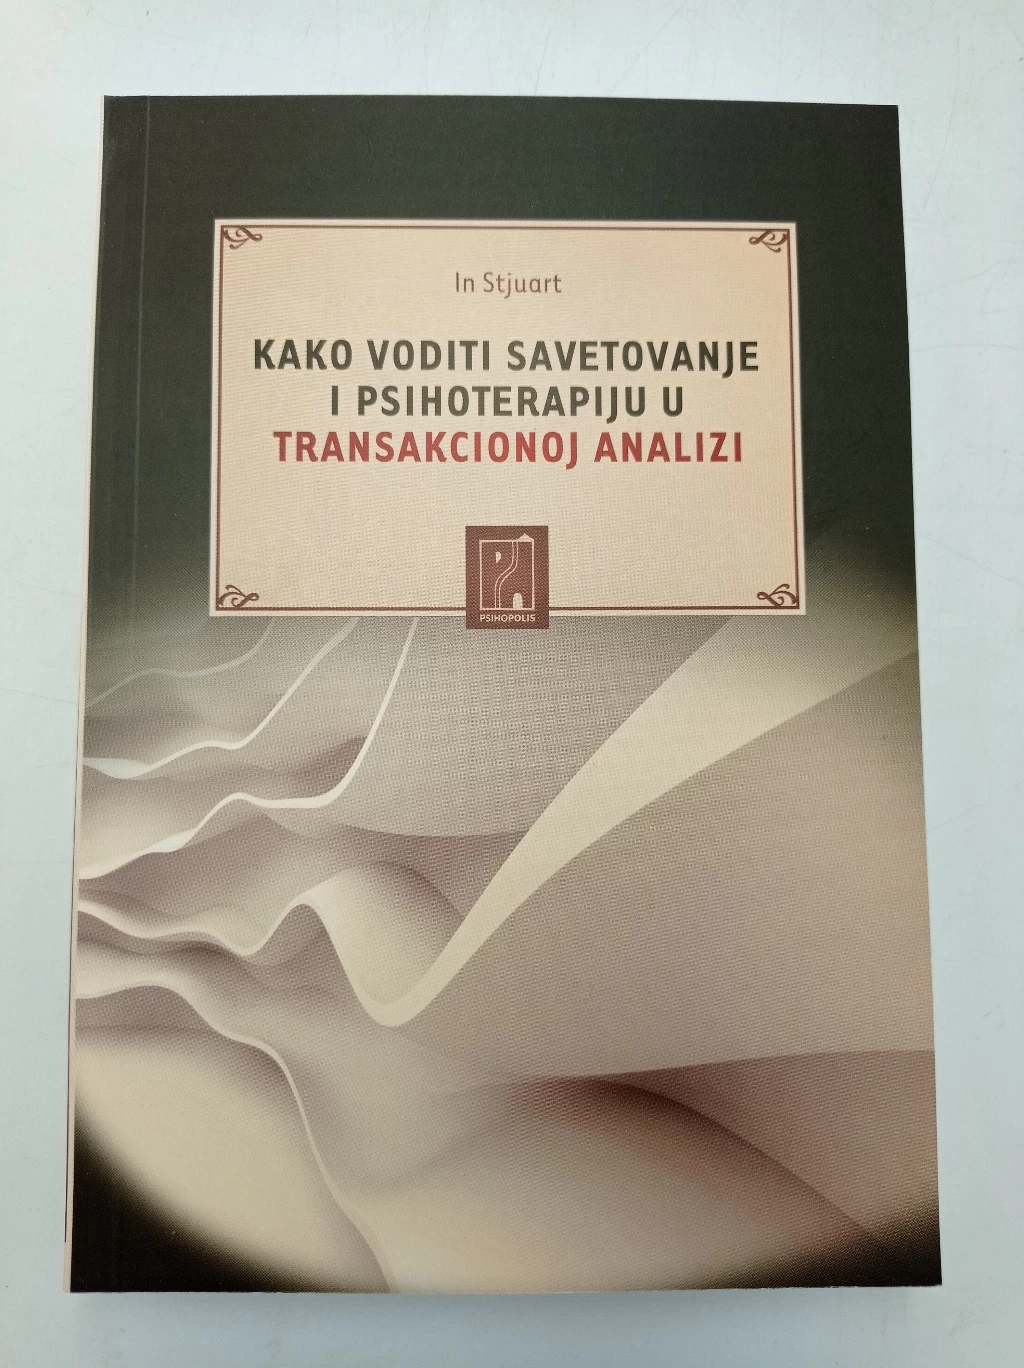 In Stjuart
KAKO VODITI SAVETOVANJE
I PSIHOTERAPIJU U
TRANSAKCIONOJ ANALIZI
PSIHOPOLIS